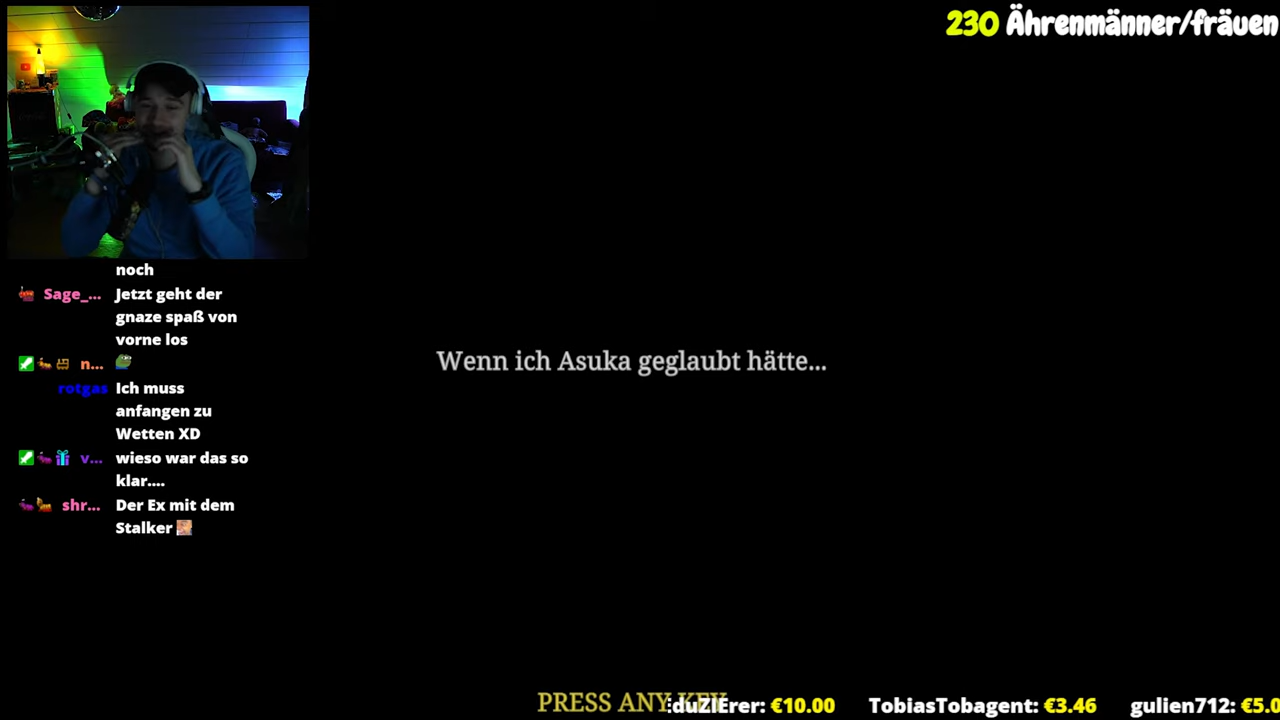 230 Ährenmänner/fräuen
noch
Sage_... Jetzt geht der
gnaze spaß von
vorne los
n...
rotgas Ich muss
anfangen zu
Wetten XD
v... wieso war das so
klar....
shr... Der Ex mit dem
Stalker
Wenn ich Asuka geglaubt hätte...
PRESS ANY KEY
:duZIErer: €10.00 TobiasTobagent: €3.46 gulien712: €5.0